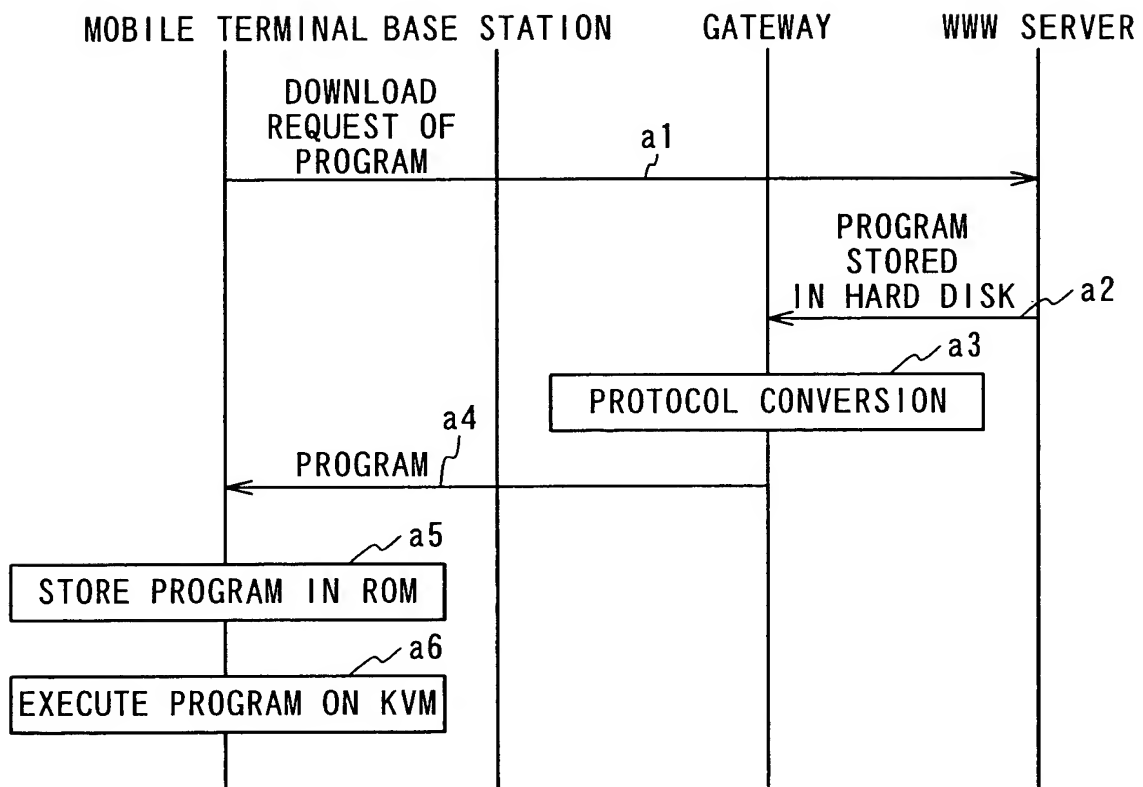 MOBILE TERMINAL BASE STATION GATEWAY WWW SERVER
DOWNLOAD
REQUEST OF
PROGRAM
a1
PROGRAM
STORED
IN HARD DISK
a2
a3
PROTOCOL CONVERSION
a4
PROGRAM
a5
STORE PROGRAM IN ROM
a6
EXECUTE PROGRAM ON KVM